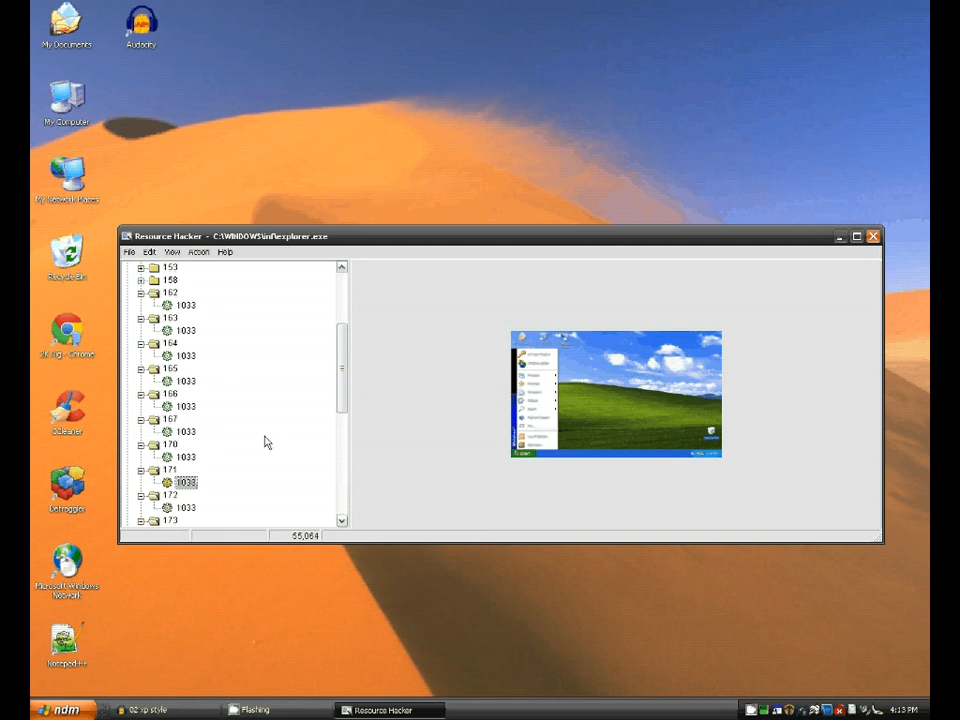 My Documents
Audacity
My Computer
My Network Places
Recycle Bin
CCleaner
Defraggler
Microsoft Windows
Network
Notepad++
Resource Hacker - C:\WINDOWS\inf\explorer.exe
File Edit View Action Help
153
158
162
1033
163
1033
164
1033
165
1033
166
1033
167
1033
170
1033
171
1033
172
1033
173
55,064
ndm
02 xp style
Flashing
Resource Hacker
4:13 PM